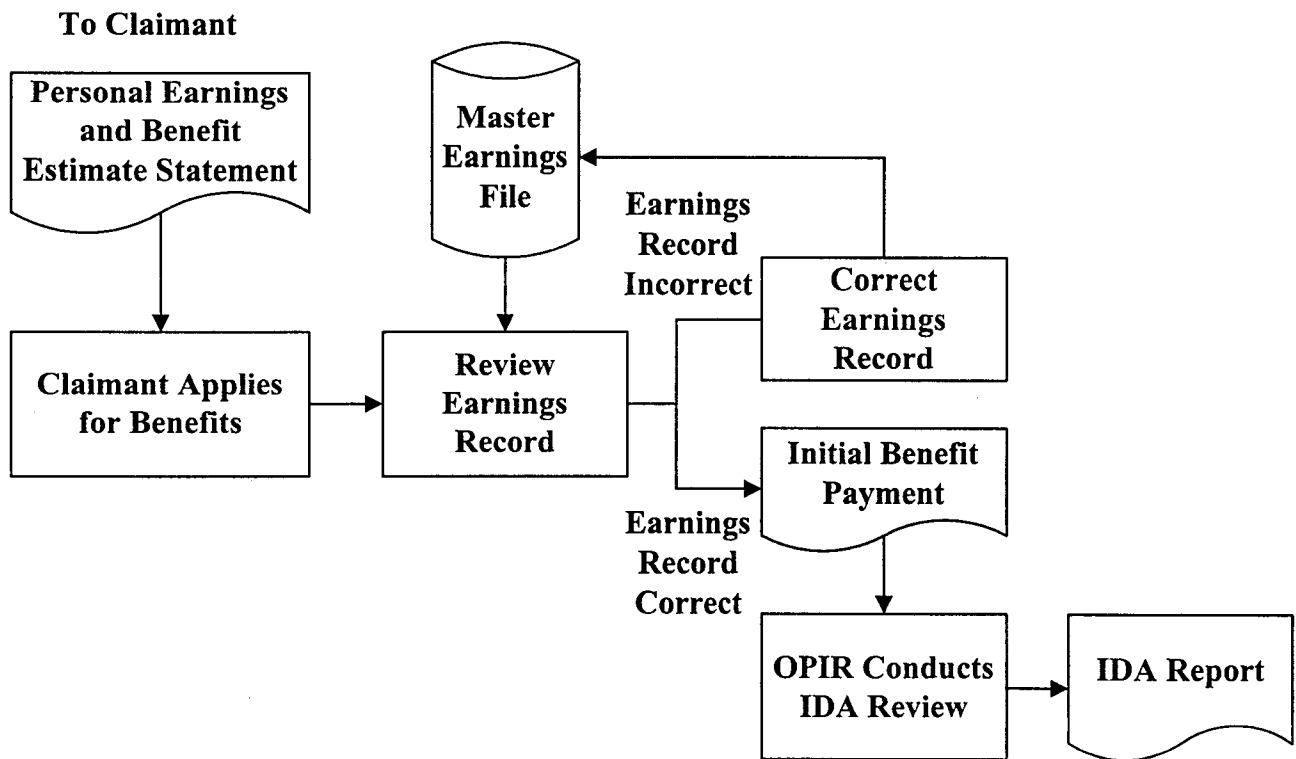 To Claimant
Personal Earnings
and Benefit
Estimate Statement
Master
Earnings
File
Earnings
Record
Incorrect
Correct
Earnings
Record
Claimant Applies
for Benefits
Review
Earnings
Record
Initial Benefit
Payment
Earnings
Record
Correct
OPIR Conducts
IDA Review
IDA Report